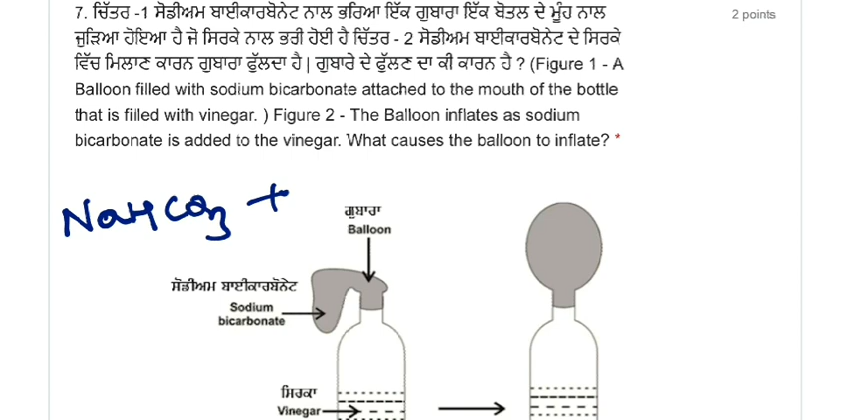 7. ਚਿੱਤਰ -1 ਸੋਡੀਅਮ ਬਾਈਕਾਰਬੋਨੇਟ ਨਾਲ ਭਰਿਆ ਇੱਕ ਗੁਬਾਰਾ ਇੱਕ ਬੋਤਲ ਦੇ ਮੂੰਹ ਨਾਲ
2 points
ਜੁੜਿਆ ਹੋਇਆ ਹੈ ਜੋ ਸਿਰਕੇ ਨਾਲ ਭਰੀ ਹੋਈ ਹੈ ਚਿੱਤਰ - 2 ਸੋਡੀਅਮ ਬਾਈਕਾਰਬੋਨੇਟ ਦੇ ਸਿਰਕੇ
ਵਿੱਚ ਮਿਲਾਣ ਕਾਰਨ ਗੁਬਾਰਾ ਫੁੱਲਦਾ ਹੈ | ਗੁਬਾਰੇ ਦੇ ਫੁੱਲਣ ਦਾ ਕੀ ਕਾਰਨ ਹੈ ? (Figure 1 - A
Balloon filled with sodium bicarbonate attached to the mouth of the bottle
that is filled with vinegar. ) Figure 2 - The Balloon inflates as sodium
bicarbonate is added to the vinegar. What causes the balloon to inflate? *
NaHCO3 +
ਗੁਬਾਰਾ
Balloon
ਸੋਡੀਅਮ ਬਾਈਕਾਰਬੋਨੇਟ
Sodium
bicarbonate
ਸਿਰਕਾ
Vinegar